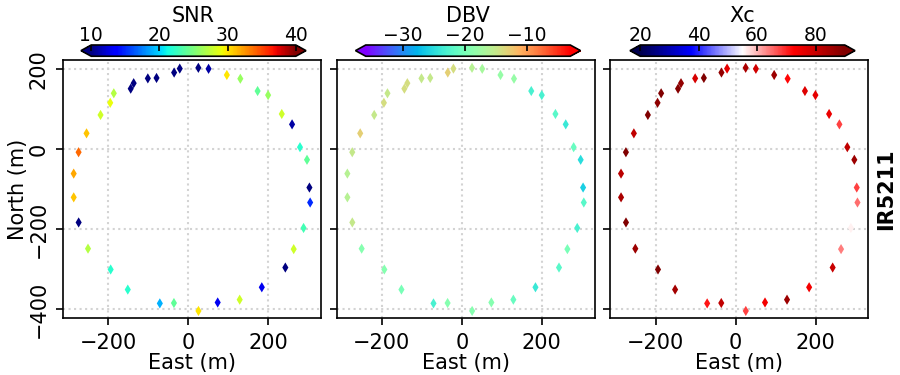 SNR DBV Xc
10 20 30 40 −30 −20 −10 20 40 60 80
200
0
−200
−400
North (m)
IR5211
−200 0 200 −200 0 200 −200 0 200
East (m) East (m) East (m)